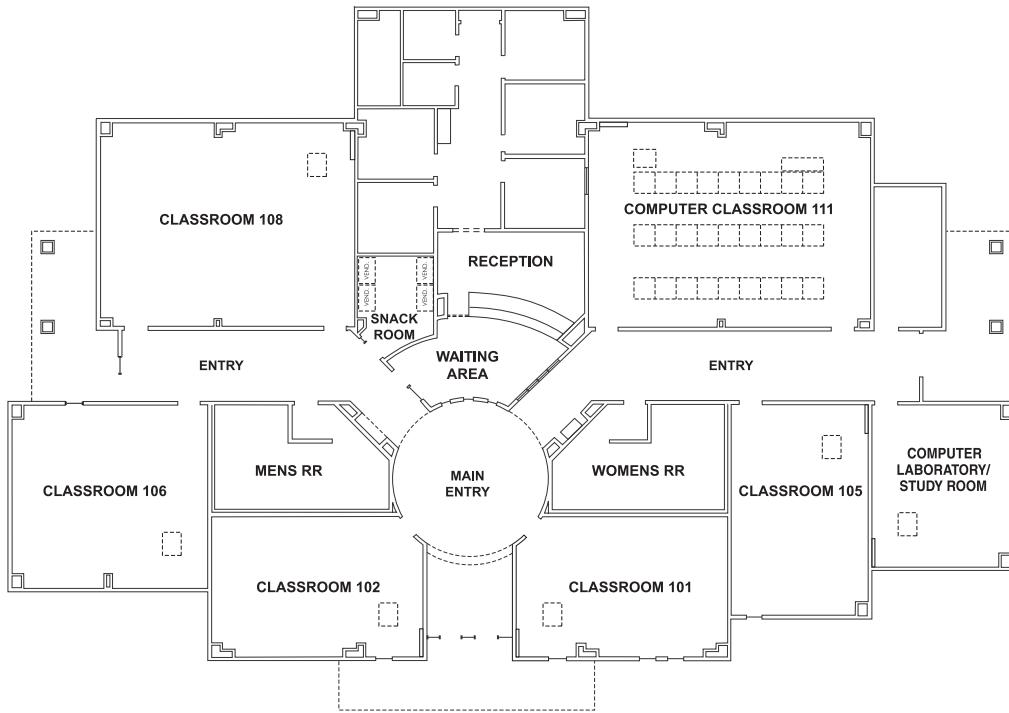 CLASSROOM 108
COMPUTER CLASSROOM 111
RECEPTION
VEND.
VEND.
VEND.
VEND.
SNACK
ROOM
WAITING
AREA
ENTRY
ENTRY
MENS RR
MAIN
ENTRY
WOMENS RR
COMPUTER
LABORATORY/
STUDY ROOM
CLASSROOM 106
CLASSROOM 105
CLASSROOM 102
CLASSROOM 101